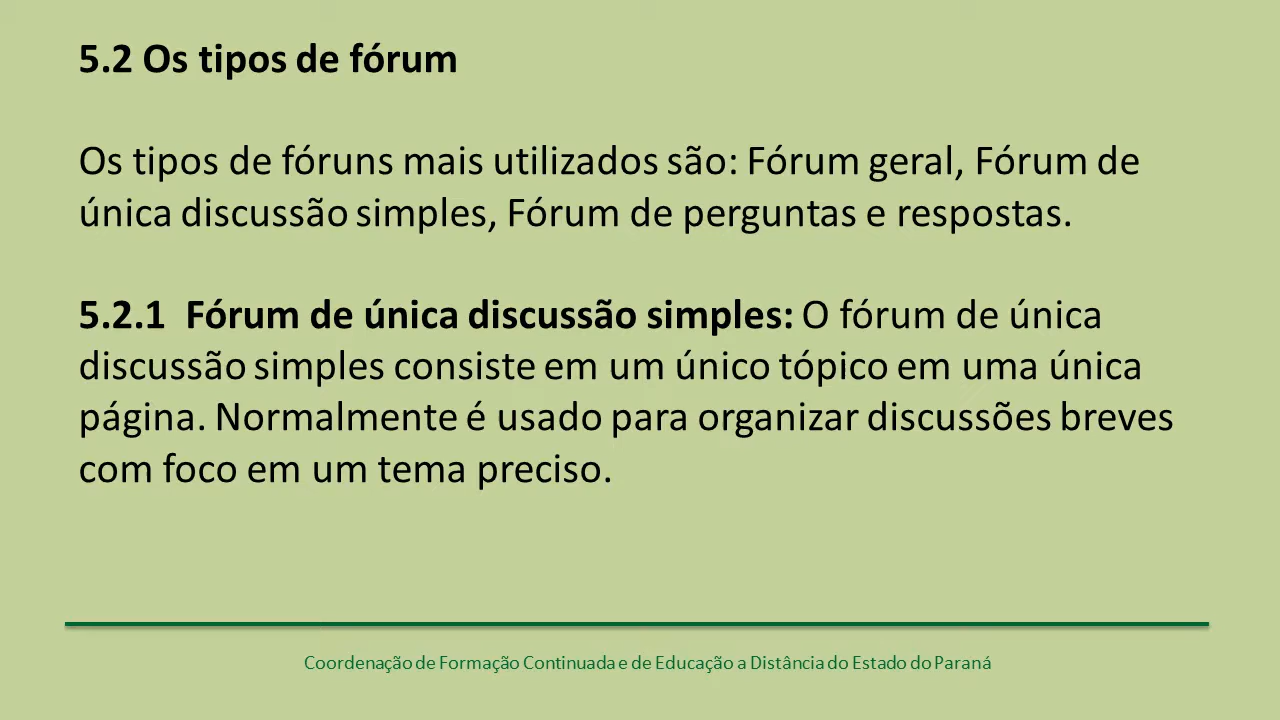 5.2 Os tipos de fórum
Os tipos de fóruns mais utilizados são: Fórum geral, Fórum de
única discussão simples, Fórum de perguntas e respostas.
5.2.1 Fórum de única discussão simples: O fórum de única
discussão simples consiste em um único tópico em uma única
página. Normalmente é usado para organizar discussões breves
com foco em um tema preciso.
Coordenação de Formação Continuada e de Educação a Distância do Estado do Paraná